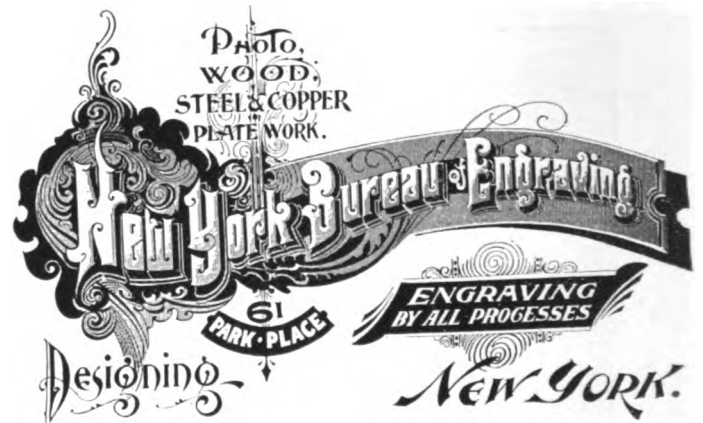 PHOTO,
WOOD,
STEEL & COPPER
PLATE WORK.
New York Bureau of Engraving
61
PARK · PLACE
ENGRAVING
BY ALL PROGESSES
Designing
NEW YORK.